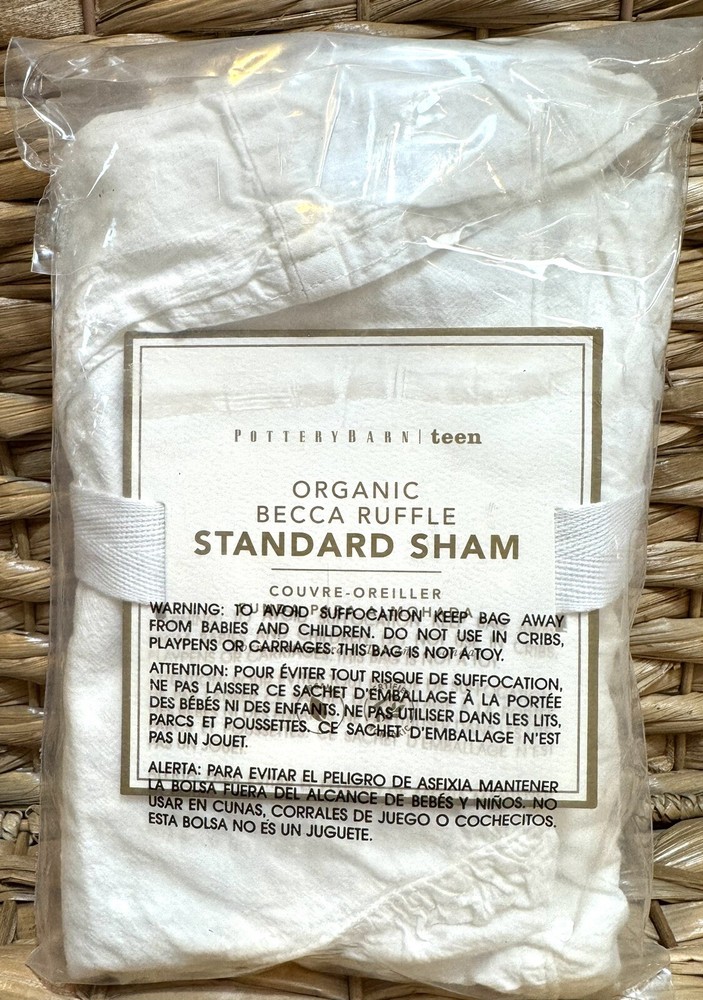 POTTERYBARN | teen
ORGANIC
BECCA RUFFLE
STANDARD SHAM
COUVRE-OREILLER
FUNDA PARA ALMOHADA
WARNING: TO AVOID SUFFOCATION KEEP BAG AWAY
FROM BABIES AND CHILDREN. DO NOT USE IN CRIBS,
PLAYPENS OR CARRIAGES. THIS BAG IS NOT A TOY.
ATTENTION: POUR ÉVITER TOUT RISQUE DE SUFFOCATION,
NE PAS LAISSER CE SACHET D'EMBALLAGE À LA PORTÉE
DES BÉBÉS NI DES ENFANTS. NE PAS UTILISER DANS LES LITS,
PARCS ET POUSSETTES. CE SACHET D'EMBALLAGE N'EST
PAS UN JOUET.
ALERTA: PARA EVITAR EL PELIGRO DE ASFIXIA MANTENER
LA BOLSA FUERA DEL ALCANCE DE BEBÉS Y NIÑOS. NO
USAR EN CUNAS, CORRALES DE JUEGO O COCHECITOS.
ESTA BOLSA NO ES UN JUGUETE.